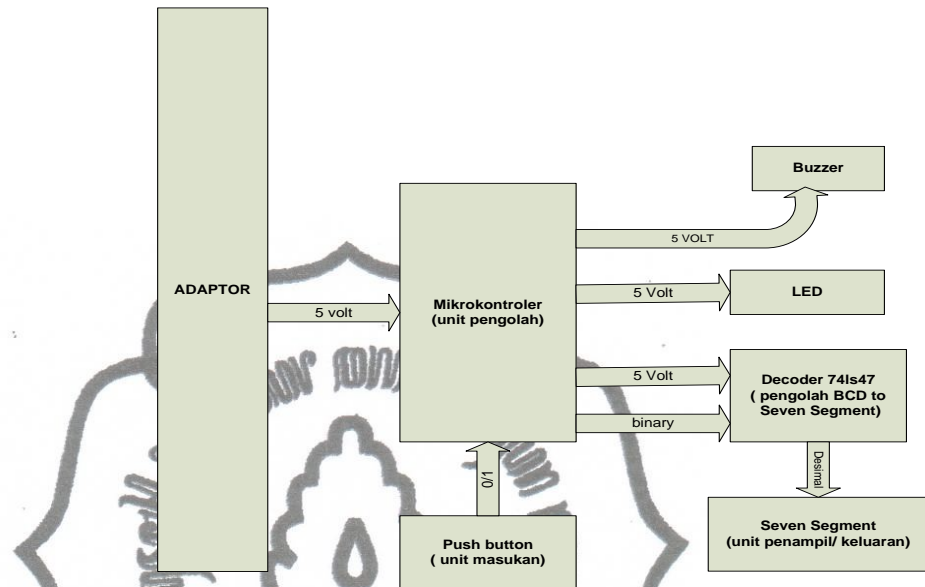 ADAPTOR
5 volt
Mikrokontroler
(unit pengolah)
5 VOLT
Buzzer
5 Volt
LED
5 Volt
binary
Decoder 74ls47
( pengolah BCD to
Seven Segment)
Desimal
Seven Segment
(unit penampil/ keluaran)
0/1
Push button
( unit masukan)